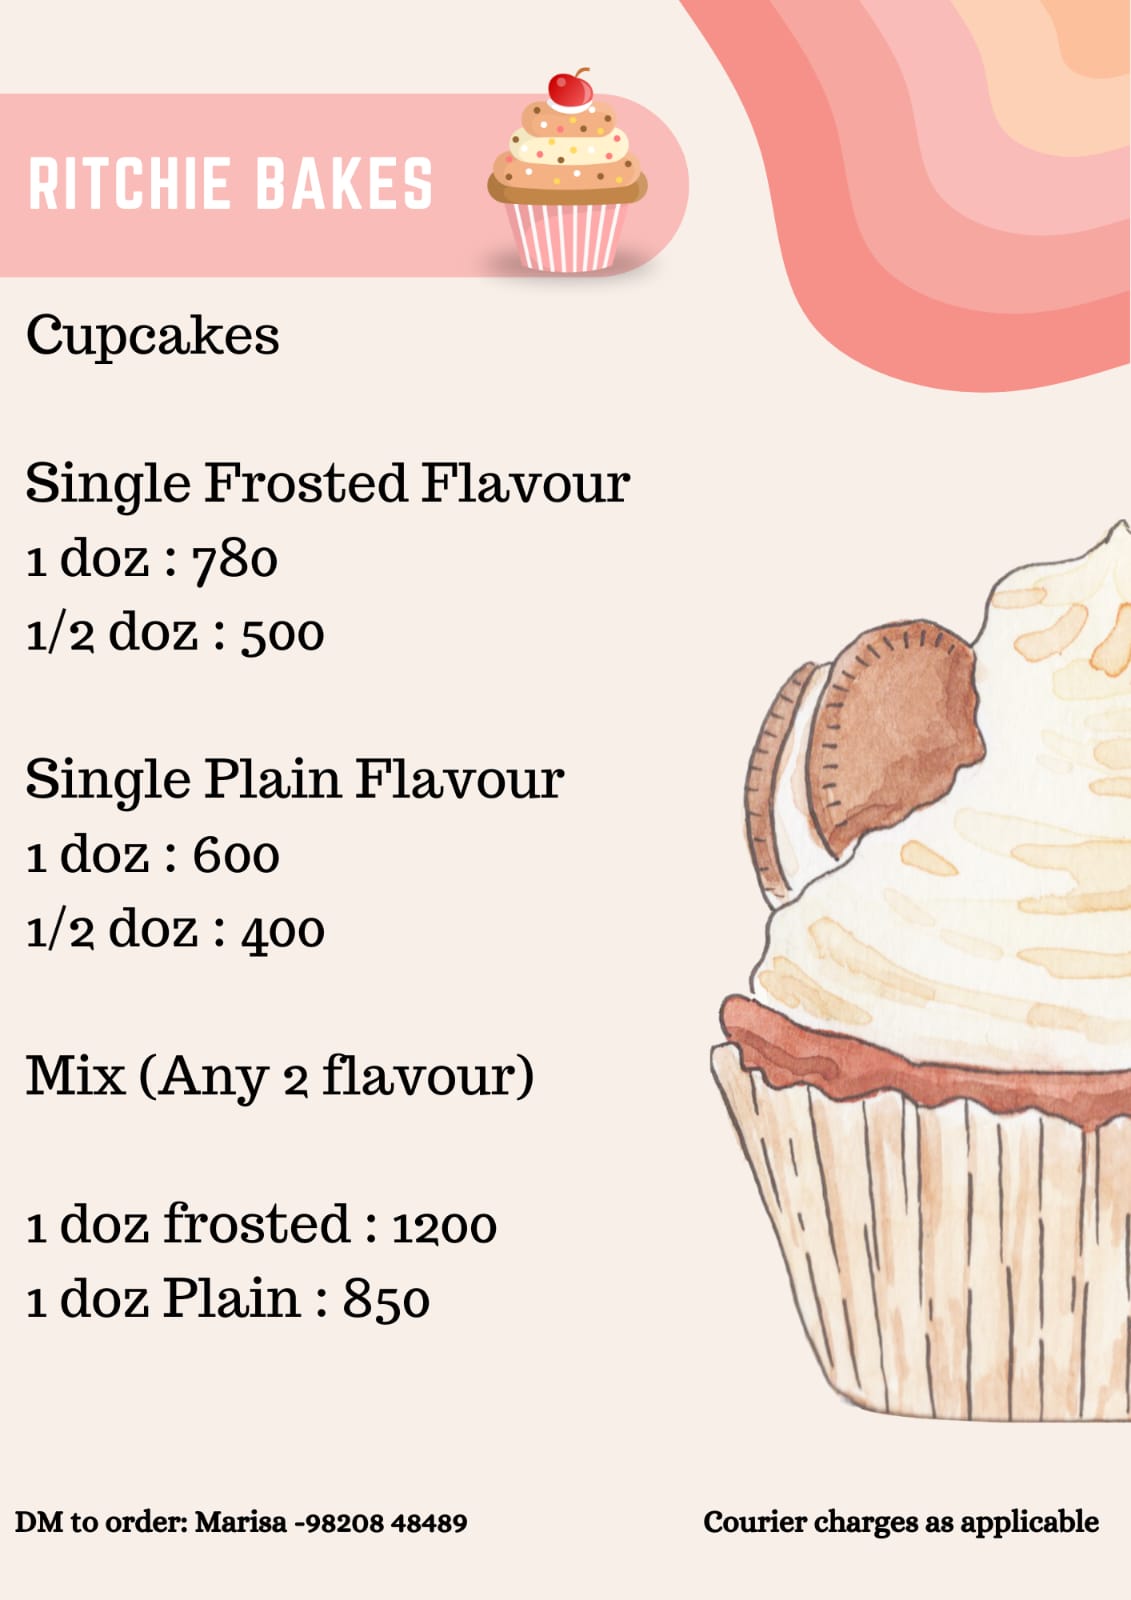 RITCHIE BAKES
Cupcakes
Single Frosted Flavour
1 doz : 780
1/2 doz : 500
Single Plain Flavour
1 doz : 600
1/2 doz : 400
Mix (Any 2 flavour)
1 doz frosted : 1200
1 doz Plain : 850
DM to order: Marisa -98208 48489
Courier charges as applicable